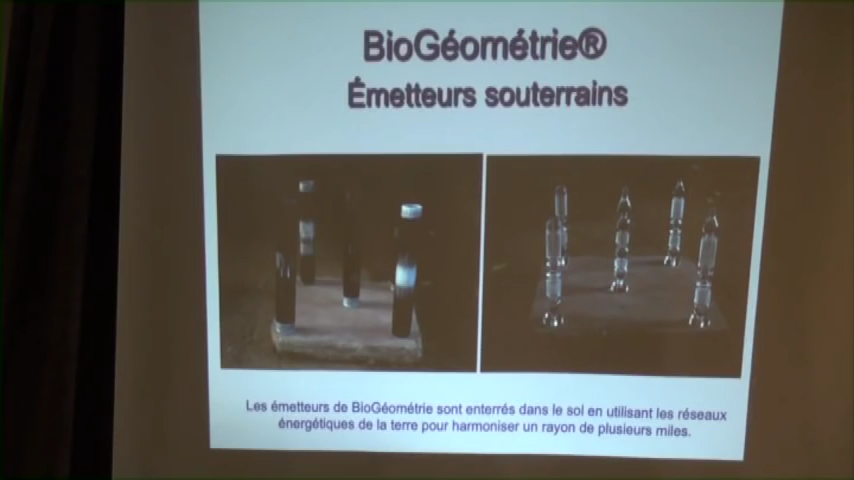 BioGéométrie®
Émetteurs souterrains
Les émetteurs de BioGéométrie sont enterrés dans le sol en utilisant les réseaux
énergétiques de la terre pour harmoniser un rayon de plusieurs miles.